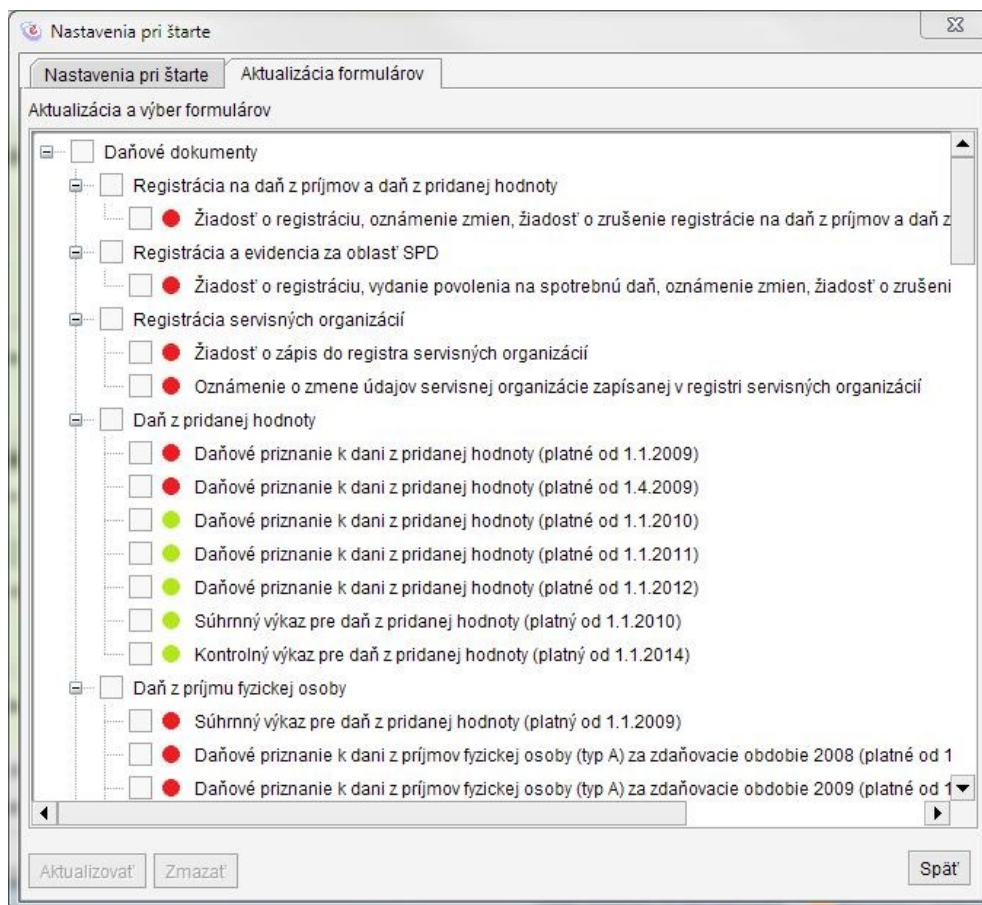 Nastavenia pri štarte
Nastavenia pri štarte
Aktualizácia formulárov
Aktualizácia a výber formulárov
Daňové dokumenty
Registrácia na daň z príjmov a daň z pridanej hodnoty
Žiadosť o registráciu, oznámenie zmien, žiadosť o zrušenie registrácie na daň z príjmov a daň z
Registrácia a evidencia za oblasť SPD
Žiadosť o registráciu, vydanie povolenia na spotrebnú daň, oznámenie zmien, žiadosť o zrušeni
Registrácia servisných organizácií
Žiadosť o zápis do registra servisných organizácií
Oznámenie o zmene údajov servisnej organizácie zapísanej v registri servisných organizácií
Daň z pridanej hodnoty
Daňové priznanie k dani z pridanej hodnoty (platné od 1.1.2009)
Daňové priznanie k dani z pridanej hodnoty (platné od 1.4.2009)
Daňové priznanie k dani z pridanej hodnoty (platné od 1.1.2010)
Daňové priznanie k dani z pridanej hodnoty (platné od 1.1.2011)
Daňové priznanie k dani z pridanej hodnoty (platné od 1.1.2012)
Súhrnný výkaz pre daň z pridanej hodnoty (platný od 1.1.2010)
Kontrolný výkaz pre daň z pridanej hodnoty (platný od 1.1.2014)
Daň z príjmu fyzickej osoby
Súhrnný výkaz pre daň z pridanej hodnoty (platný od 1.1.2009)
Daňové priznanie k dani z príjmov fyzickej osoby (typ A) za zdaňovacie obdobie 2008 (platné od 1
Daňové priznanie k dani z príjmov fyzickej osoby (typ A) za zdaňovacie obdobie 2009 (platné od 1
Aktualizovať
Zmazať
Späť